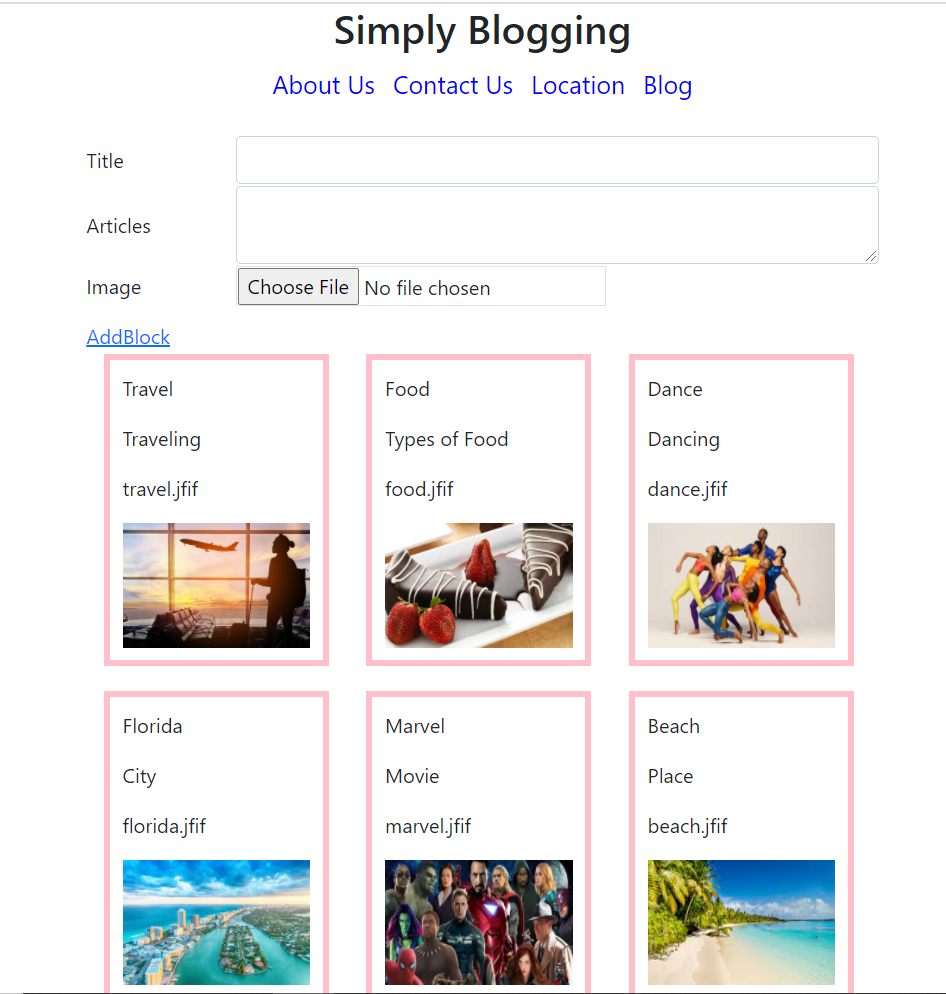 Simply Blogging
About Us Contact Us Location Blog
Title
Articles
Image Choose File No file chosen
AddBlock
Travel
Traveling
travel.jfif
Food
Types of Food
food.jfif
Dance
Dancing
dance.jfif
Florida
City
florida.jfif
Marvel
Movie
marvel.jfif
Beach
Place
beach.jfif